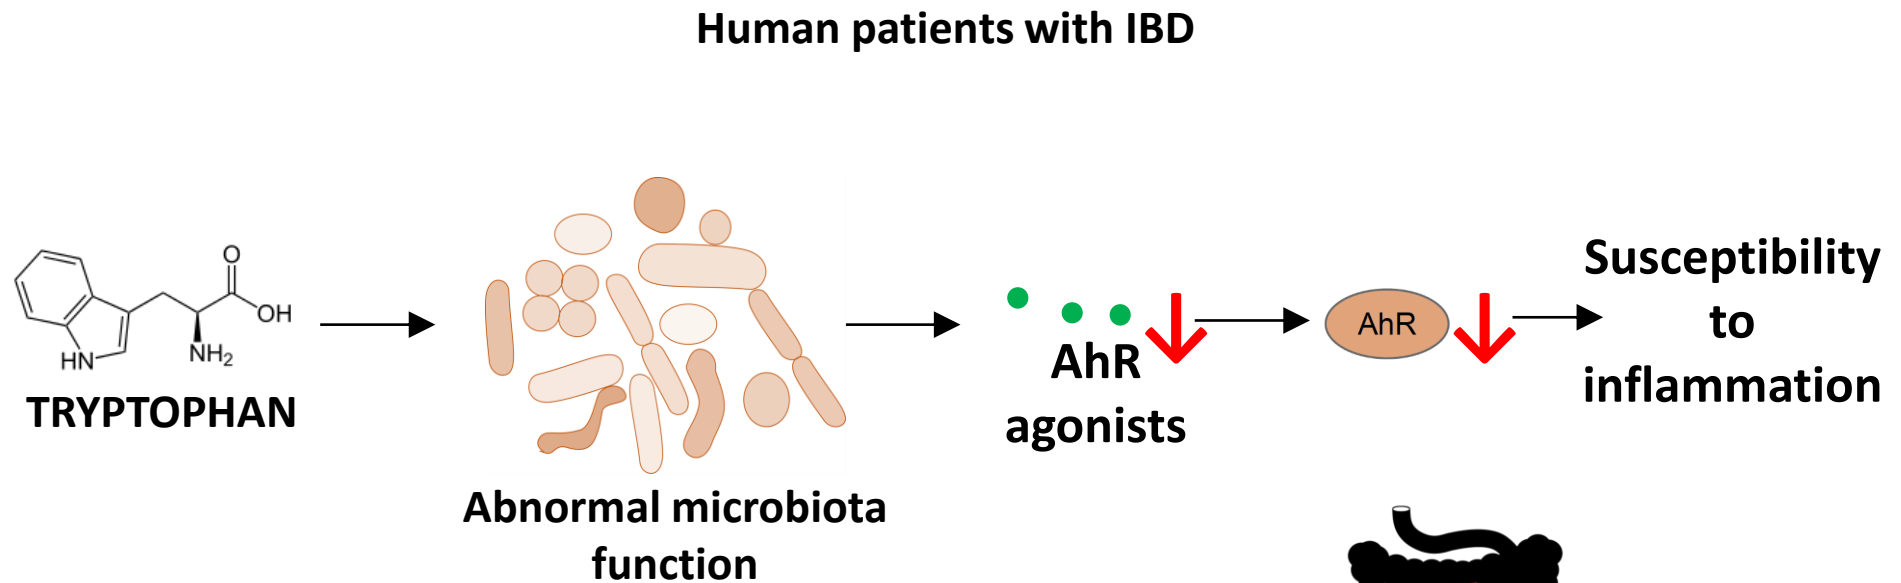 Human patients with IBD
O
OH
NH2
HN
TRYPTOPHAN
Abnormal microbiota
function
AhR
agonists
AhR
Susceptibility
to
inflammation